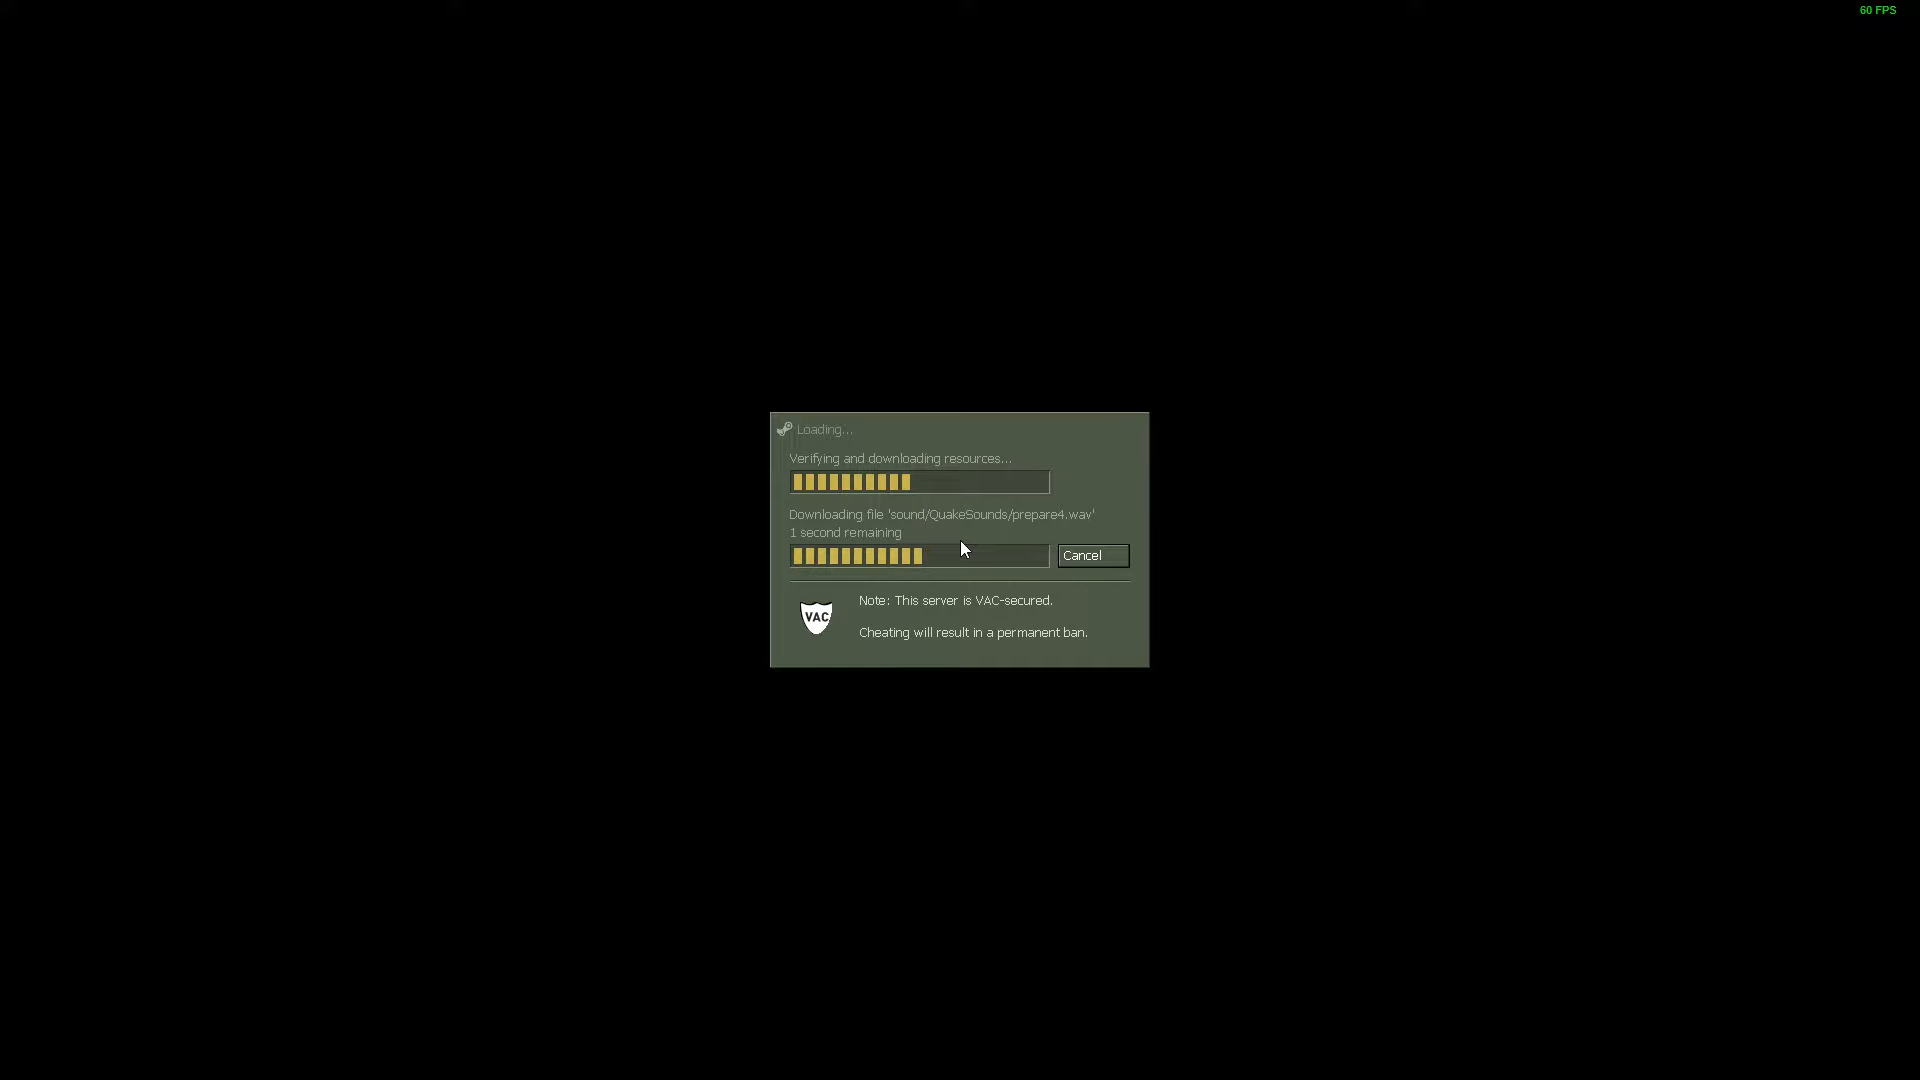 60 FPS
Loading...
Verifying and downloading resources...
Downloading file 'sound/QuakeSounds/prepare4.wav'
1 second remaining
Cancel
VAC
Note: This server is VAC-secured.
Cheating will result in a permanent ban.